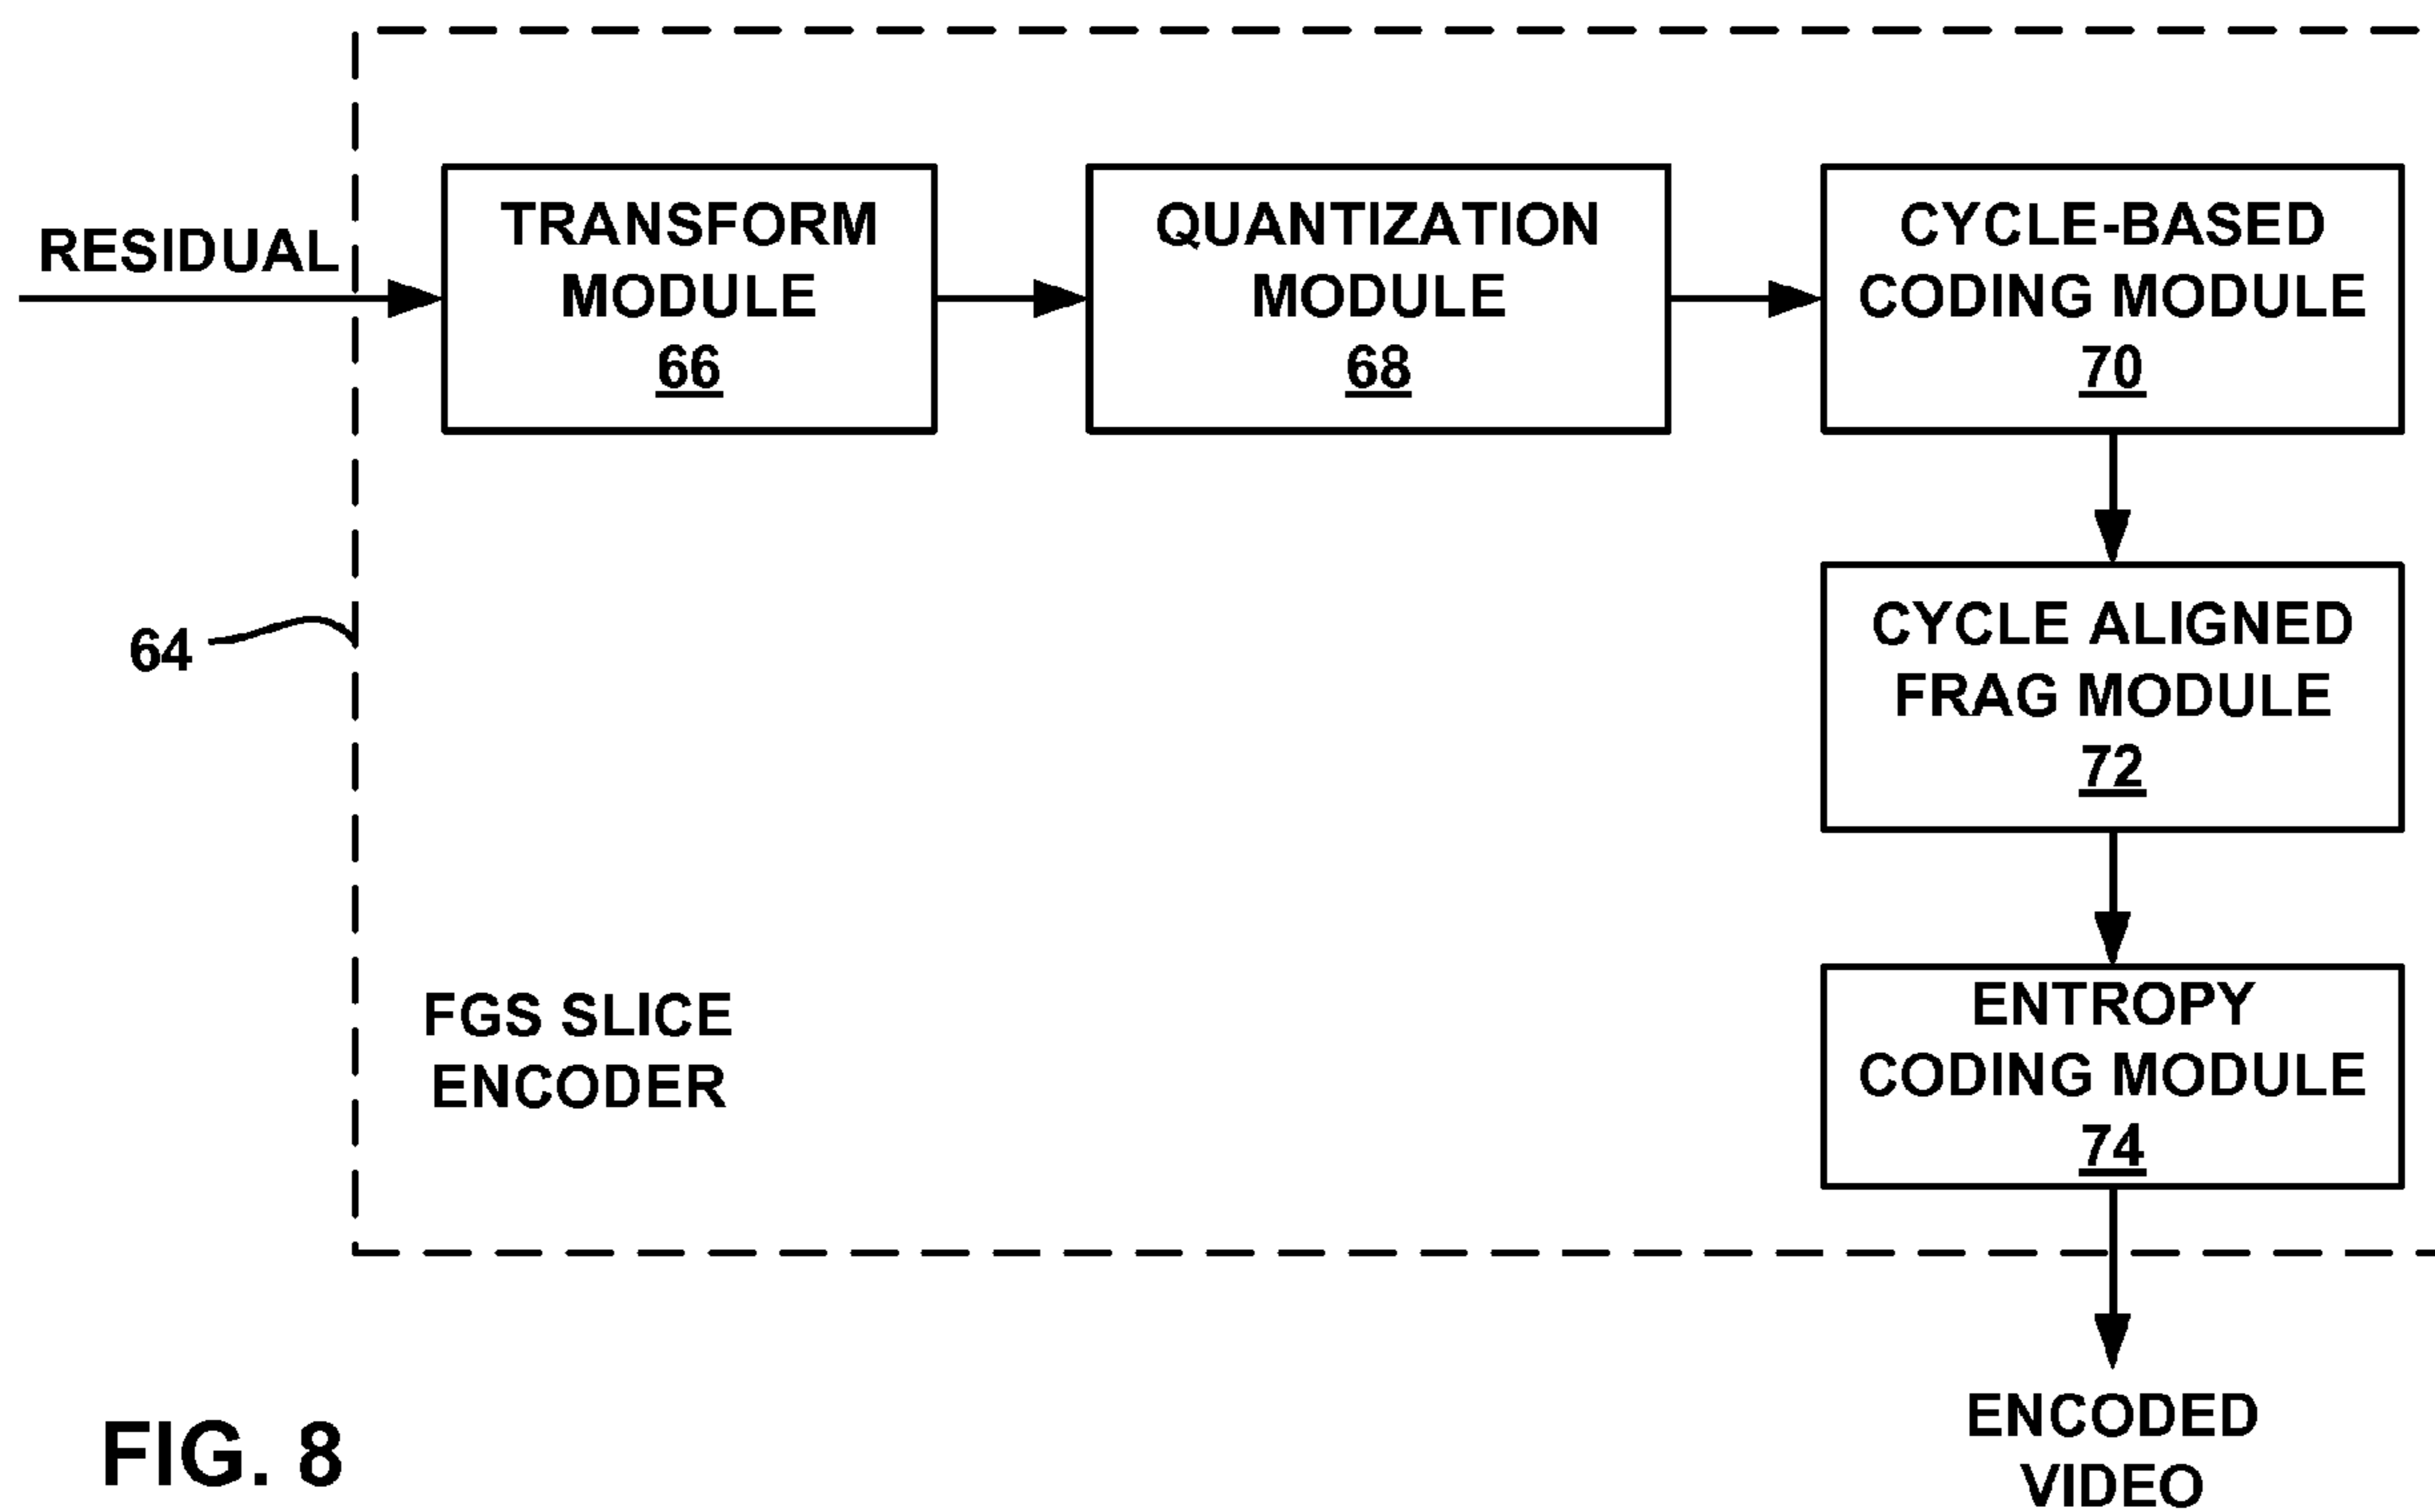 RESIDUAL
TRANSFORM
MODULE
66
QUANTIZATION
MODULE
68
CYCLE-BASED
CODING MODULE
70
CYCLE ALIGNED
FRAG MODULE
72
64
ENTROPY
CODING MODULE
74
FGS SLICE
ENCODER
ENCODED
VIDEO
FIG. 8